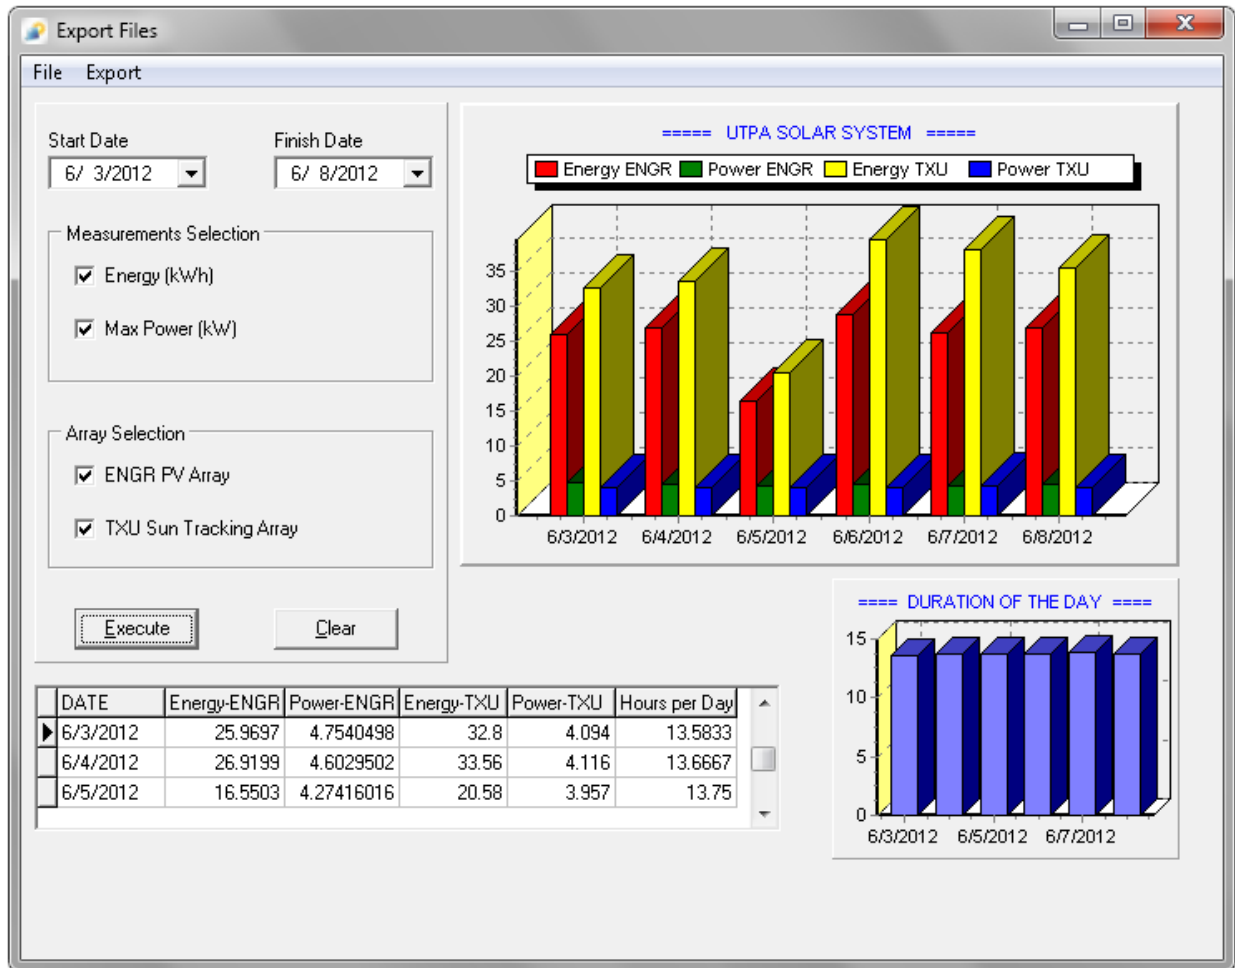 Export Files
File Export
Start Date Finish Date
6/ 3/2012 6/ 8/2012
Measurements Selection
Energy (kWh)
Max Power (kW)
Array Selection
ENGR PV Array
TXU Sun Tracking Array
Execute Clear
===== UTPA SOLAR SYSTEM =====
Energy ENGR Power ENGR Energy TXU Power TXU
35
30
25
20
15
10
5
0
6/3/2012 6/4/2012 6/5/2012 6/6/2012 6/7/2012 6/8/2012
DATE Energy-ENGR Power-ENGR Energy-TXU Power-TXU Hours per Day
6/3/2012 25.9697 4.7540498 32.8 4.094 13.5833
6/4/2012 26.9199 4.6029502 33.56 4.116 13.6667
6/5/2012 16.5503 4.27416016 20.58 3.957 13.75
==== DURATION OF THE DAY ====
15
10
5
0
6/3/2012 6/5/2012 6/7/2012